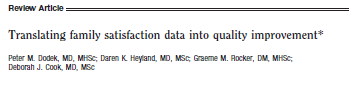 Review Article
Translating family satisfaction data into quality improvement*
Peter M. Dodek, MD, MHSc; Daren K. Heyland, MD, MSc; Graeme M. Rocker, DM, MHSc;
Deborah J. Cook, MD, MSc